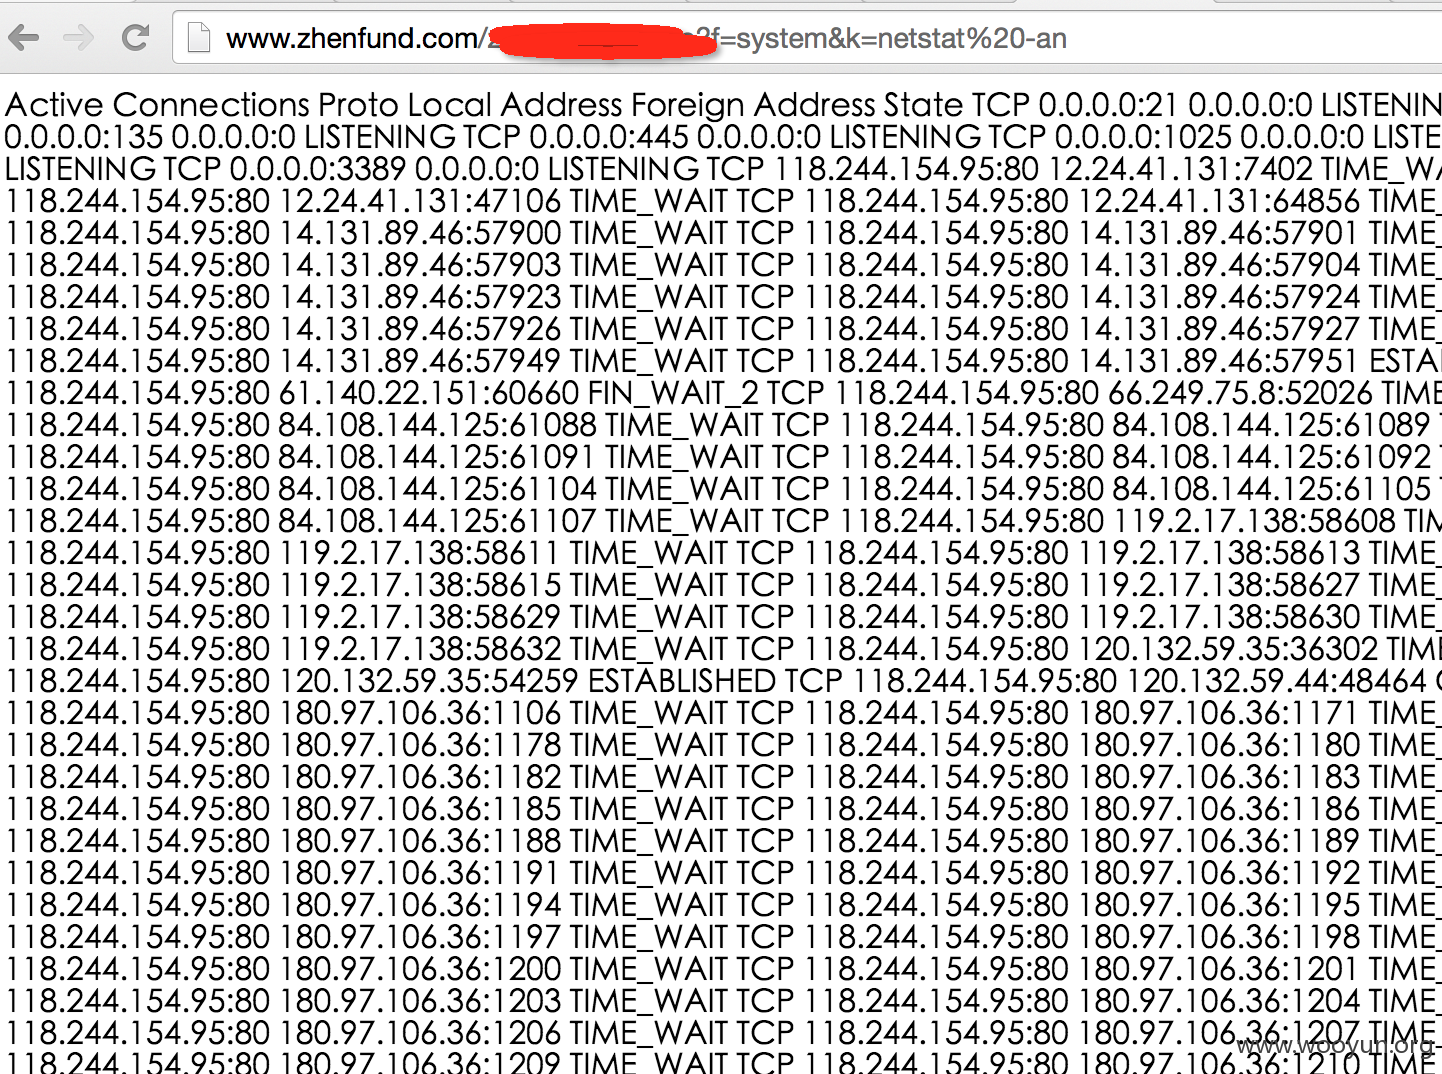 www.zhenfund.com/ ?f=system&k=netstat%20-an
Active Connections Proto Local Address Foreign Address State TCP 0.0.0.0:21 0.0.0.0:0 LISTENIN
0.0.0.0:135 0.0.0.0:0 LISTENING TCP 0.0.0.0:445 0.0.0.0:0 LISTENING TCP 0.0.0.0:1025 0.0.0.0:0 LISTE
LISTENING TCP 0.0.0.0:3389 0.0.0.0:0 LISTENING TCP 118.244.154.95:80 12.24.41.131:7402 TIME_WA
118.244.154.95:80 12.24.41.131:47106 TIME_WAIT TCP 118.244.154.95:80 12.24.41.131:64856 TIME_
118.244.154.95:80 14.131.89.46:57900 TIME_WAIT TCP 118.244.154.95:80 14.131.89.46:57901 TIME_
118.244.154.95:80 14.131.89.46:57903 TIME_WAIT TCP 118.244.154.95:80 14.131.89.46:57904 TIME_
118.244.154.95:80 14.131.89.46:57923 TIME_WAIT TCP 118.244.154.95:80 14.131.89.46:57924 TIME_
118.244.154.95:80 14.131.89.46:57926 TIME_WAIT TCP 118.244.154.95:80 14.131.89.46:57927 TIME_
118.244.154.95:80 14.131.89.46:57949 TIME_WAIT TCP 118.244.154.95:80 14.131.89.46:57951 ESTA
118.244.154.95:80 61.140.22.151:60660 FIN_WAIT_2 TCP 118.244.154.95:80 66.249.75.8:52026 TIME
118.244.154.95:80 84.108.144.125:61088 TIME_WAIT TCP 118.244.154.95:80 84.108.144.125:61089 T
118.244.154.95:80 84.108.144.125:61091 TIME_WAIT TCP 118.244.154.95:80 84.108.144.125:61092 T
118.244.154.95:80 84.108.144.125:61104 TIME_WAIT TCP 118.244.154.95:80 84.108.144.125:61105 T
118.244.154.95:80 84.108.144.125:61107 TIME_WAIT TCP 118.244.154.95:80 119.2.17.138:58608 TIM
118.244.154.95:80 119.2.17.138:58611 TIME_WAIT TCP 118.244.154.95:80 119.2.17.138:58613 TIME_
118.244.154.95:80 119.2.17.138:58615 TIME_WAIT TCP 118.244.154.95:80 119.2.17.138:58627 TIME_
118.244.154.95:80 119.2.17.138:58629 TIME_WAIT TCP 118.244.154.95:80 119.2.17.138:58630 TIME_
118.244.154.95:80 119.2.17.138:58632 TIME_WAIT TCP 118.244.154.95:80 120.132.59.35:36302 TIME
118.244.154.95:80 120.132.59.35:54259 ESTABLISHED TCP 118.244.154.95:80 120.132.59.44:48464 C
118.244.154.95:80 180.97.106.36:1106 TIME_WAIT TCP 118.244.154.95:80 180.97.106.36:1171 TIME_
118.244.154.95:80 180.97.106.36:1178 TIME_WAIT TCP 118.244.154.95:80 180.97.106.36:1180 TIME_
118.244.154.95:80 180.97.106.36:1182 TIME_WAIT TCP 118.244.154.95:80 180.97.106.36:1183 TIME_
118.244.154.95:80 180.97.106.36:1185 TIME_WAIT TCP 118.244.154.95:80 180.97.106.36:1186 TIME_
118.244.154.95:80 180.97.106.36:1188 TIME_WAIT TCP 118.244.154.95:80 180.97.106.36:1189 TIME_
118.244.154.95:80 180.97.106.36:1191 TIME_WAIT TCP 118.244.154.95:80 180.97.106.36:1192 TIME_
118.244.154.95:80 180.97.106.36:1194 TIME_WAIT TCP 118.244.154.95:80 180.97.106.36:1195 TIME_
118.244.154.95:80 180.97.106.36:1197 TIME_WAIT TCP 118.244.154.95:80 180.97.106.36:1198 TIME_
118.244.154.95:80 180.97.106.36:1200 TIME_WAIT TCP 118.244.154.95:80 180.97.106.36:1201 TIME_
118.244.154.95:80 180.97.106.36:1203 TIME_WAIT TCP 118.244.154.95:80 180.97.106.36:1204 TIME_
118.244.154.95:80 180.97.106.36:1206 TIME_WAIT TCP 118.244.154.95:80 180.97.106.36:1207 TIME_
www.wooyun.org
118.244.154.95:80 180.97.106.36:1209 TIME_WAIT TCP 118.244.154.95:80 180.97.106.36:1210 TIME_